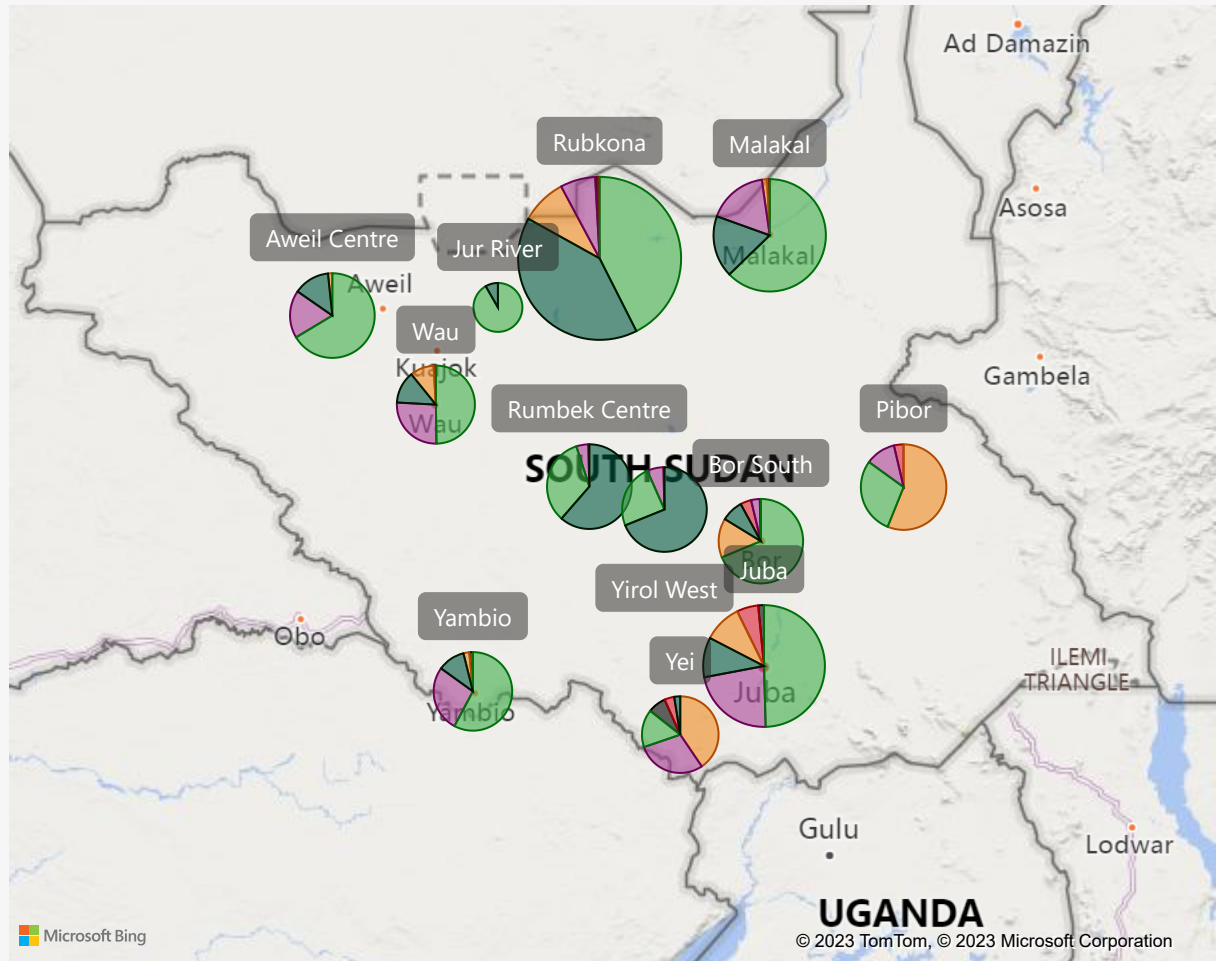 Ad Damazin
Rubkona
Malakal
Asosa
Aweil Centre
Jur River
Malakal
Aweil
Wau
Kuajok
Gambela
Wau
Rumbek Centre
Pibor
SOUTH SUDAN
Bor South
Bor
Juba
Yirol West
Yambio
Obo
Yei
ILEMI
TRIANGLE
Juba
Yambio
Gulu
Lodwar
UGANDA
Microsoft Bing
© 2023 TomTom, © 2023 Microsoft Corporation